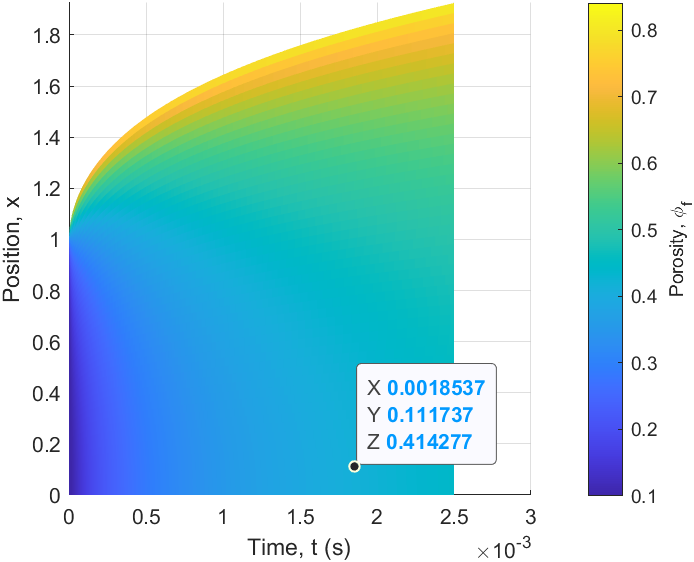 1.8
1.6
1.4
1.2
1
0.8
0.6
0.4
0.2
0
Position, x
0 0.5 1 1.5 2 2.5 3
Time, t (s)
×10-3
X 0.0018537
Y 0.111737
Z 0.414277
0.8
0.7
0.6
0.5
0.4
0.3
0.2
0.1
Porosity, ϕf